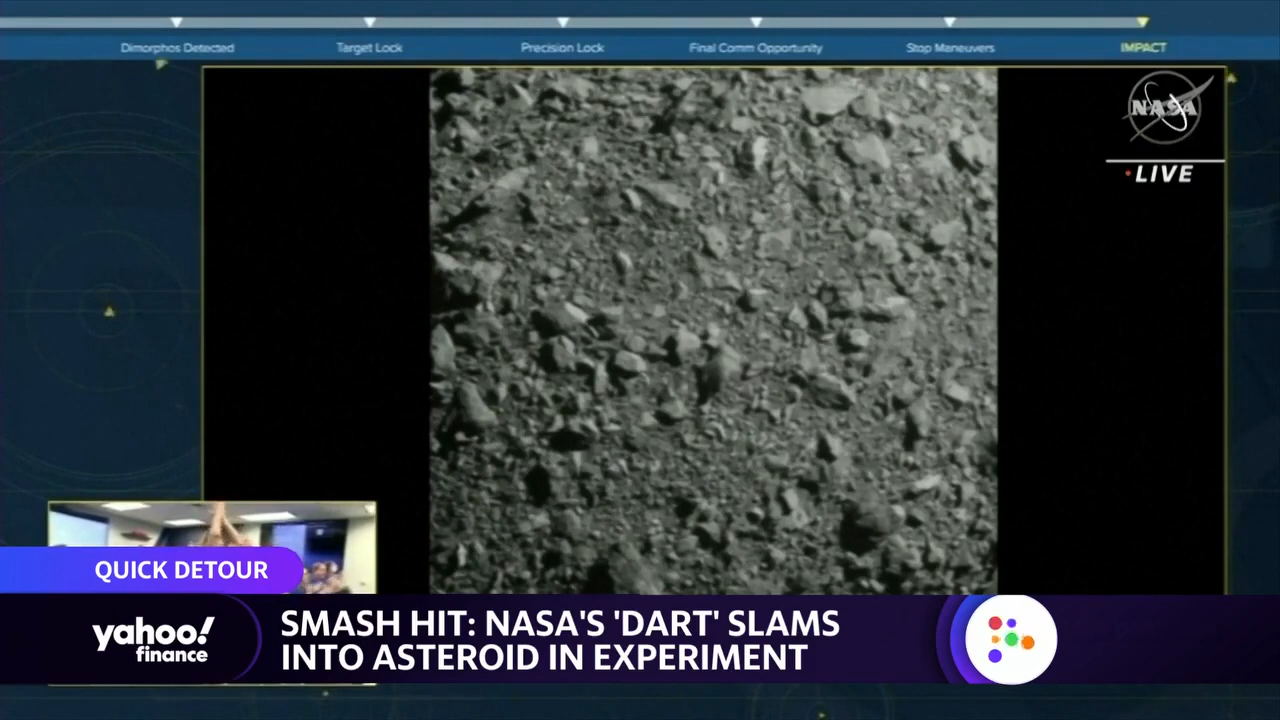 Dimorphos Detected
Target Lock
Precision Lock
Final Comm Opportunity
Stop Maneuvers
IMPACT
NASA
LIVE
QUICK DETOUR
yahoo!
finance
SMASH HIT: NASA'S 'DART' SLAMS
INTO ASTEROID IN EXPERIMENT